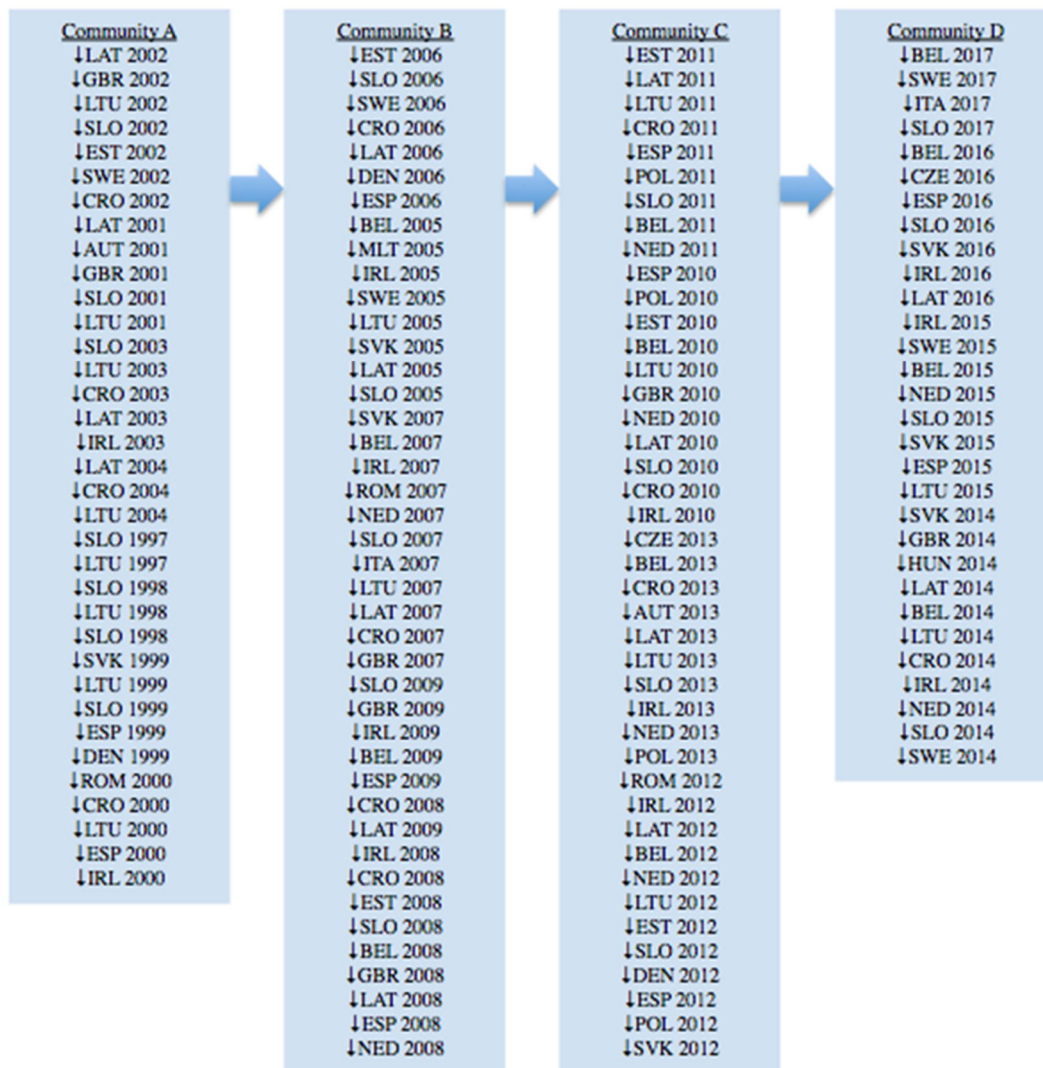 Community A
↓LAT 2002
↓GBR 2002
↓LTU 2002
↓SLO 2002
↓EST 2002
↓SWE 2002
↓CRO 2002
↓LAT 2001
↓AUT 2001
↓GBR 2001
↓SLO 2001
↓LTU 2001
↓SLO 2003
↓LTU 2003
↓CRO 2003
↓LAT 2003
↓IRL 2003
↓LAT 2004
↓CRO 2004
↓LTU 2004
↓SLO 1997
↓LTU 1997
↓SLO 1998
↓LTU 1998
↓SLO 1998
↓SVK 1999
↓LTU 1999
↓SLO 1999
↓ESP 1999
↓DEN 1999
↓ROM 2000
↓CRO 2000
↓LTU 2000
↓ESP 2000
↓IRL 2000
Community B
↓EST 2006
↓SLO 2006
↓SWE 2006
↓CRO 2006
↓LAT 2006
↓DEN 2006
↓ESP 2006
↓BEL 2005
↓MLT 2005
↓IRL 2005
↓SWE 2005
↓LTU 2005
↓SVK 2005
↓LAT 2005
↓SLO 2005
↓SVK 2007
↓BEL 2007
↓IRL 2007
↓ROM 2007
↓NED 2007
↓SLO 2007
↓ITA 2007
↓LTU 2007
↓LAT 2007
↓CRO 2007
↓GBR 2007
↓SLO 2009
↓GBR 2009
↓IRL 2009
↓BEL 2009
↓ESP 2009
↓CRO 2008
↓LAT 2009
↓IRL 2008
↓CRO 2008
↓EST 2008
↓SLO 2008
↓BEL 2008
↓GBR 2008
↓LAT 2008
↓ESP 2008
↓NED 2008
Community C
↓EST 2011
↓LAT 2011
↓LTU 2011
↓CRO 2011
↓ESP 2011
↓POL 2011
↓SLO 2011
↓BEL 2011
↓NED 2011
↓ESP 2010
↓POL 2010
↓EST 2010
↓BEL 2010
↓LTU 2010
↓GBR 2010
↓NED 2010
↓LAT 2010
↓SLO 2010
↓CRO 2010
↓IRL 2010
↓CZE 2013
↓BEL 2013
↓CRO 2013
↓AUT 2013
↓LAT 2013
↓LTU 2013
↓SLO 2013
↓IRL 2013
↓NED 2013
↓POL 2013
↓ROM 2012
↓IRL 2012
↓LAT 2012
↓BEL 2012
↓NED 2012
↓LTU 2012
↓EST 2012
↓SLO 2012
↓DEN 2012
↓ESP 2012
↓POL 2012
↓SVK 2012
Community D
↓BEL 2017
↓SWE 2017
↓ITA 2017
↓SLO 2017
↓BEL 2016
↓CZE 2016
↓ESP 2016
↓SLO 2016
↓SVK 2016
↓IRL 2016
↓LAT 2016
↓IRL 2015
↓SWE 2015
↓BEL 2015
↓NED 2015
↓SLO 2015
↓SVK 2015
↓ESP 2015
↓LTU 2015
↓SVK 2014
↓GBR 2014
↓HUN 2014
↓LAT 2014
↓BEL 2014
↓LTU 2014
↓CRO 2014
↓IRL 2014
↓NED 2014
↓SLO 2014
↓SWE 2014